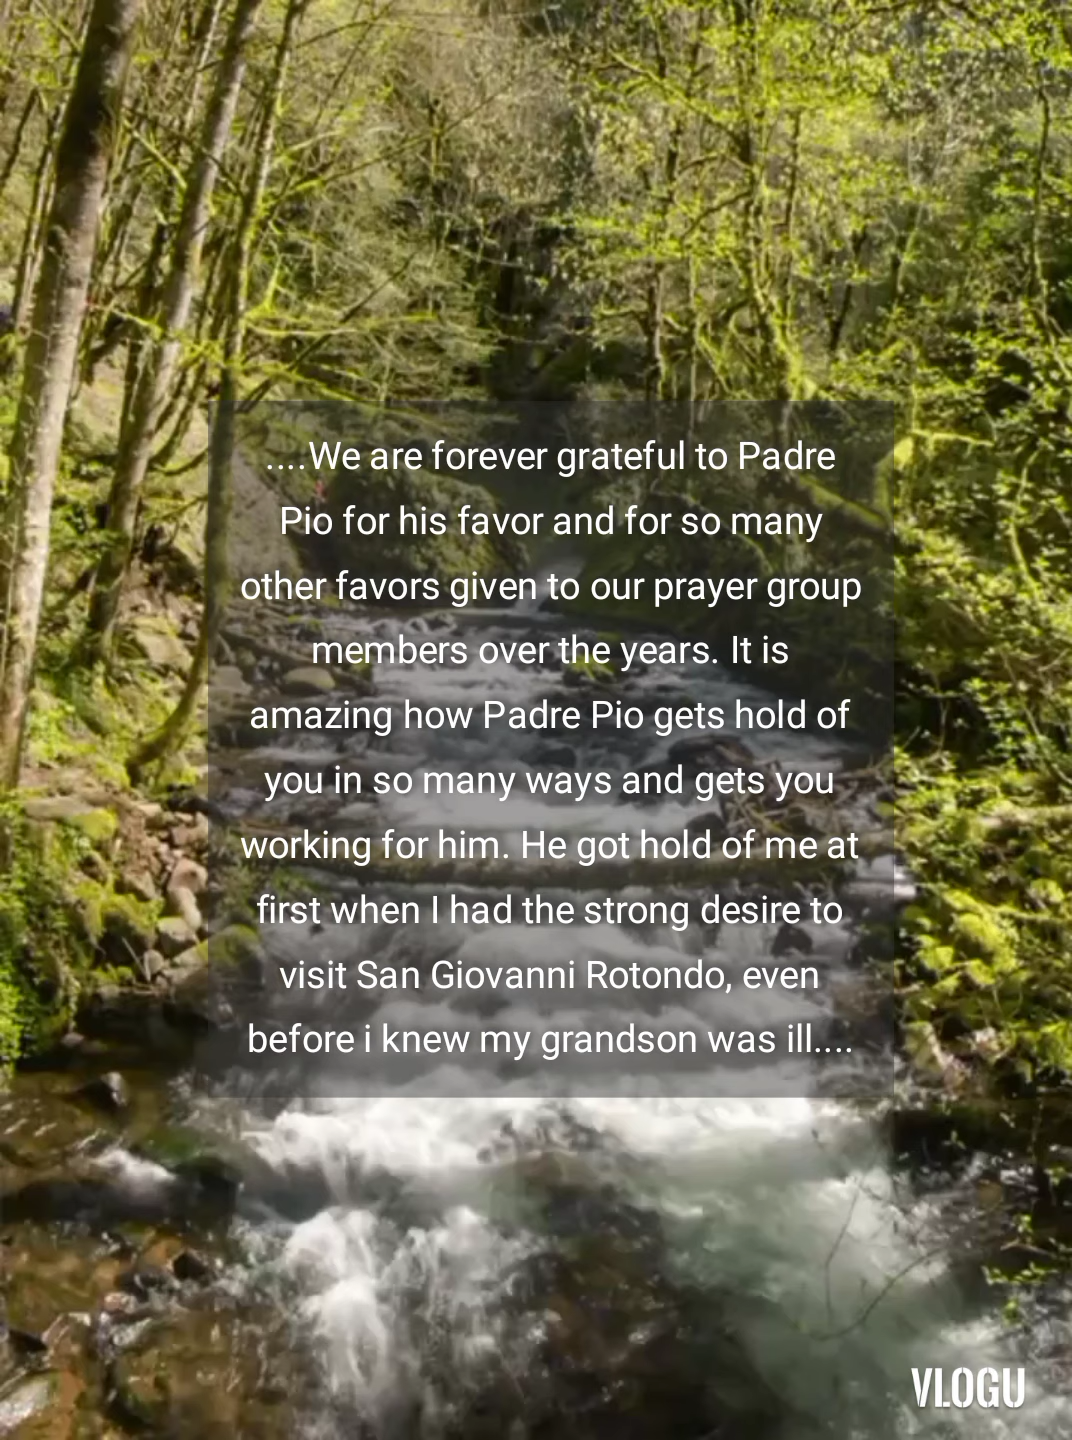 ....We are forever grateful to Padre
Pio for his favor and for so many
other favors given to our prayer group
members over the years. It is
amazing how Padre Pio gets hold of
you in so many ways and gets you
working for him. He got hold of me at
first when I had the strong desire to
visit San Giovanni Rotondo, even
before i knew my grandson was ill....
VLOGU